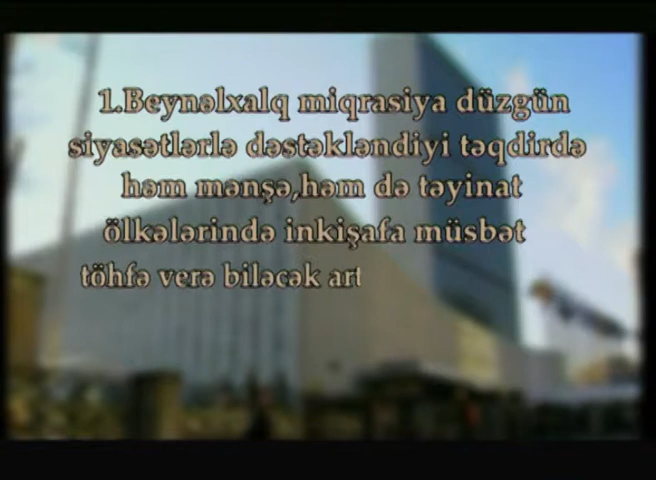 1.Beynəlxalq miqrasiya düzgün
siyasətlərlə dəstəkləndiyi təqdirdə
həm mənşə,həm də təyinat
ölkələrində inkişafa müsbət
töhfə verə biləcək art